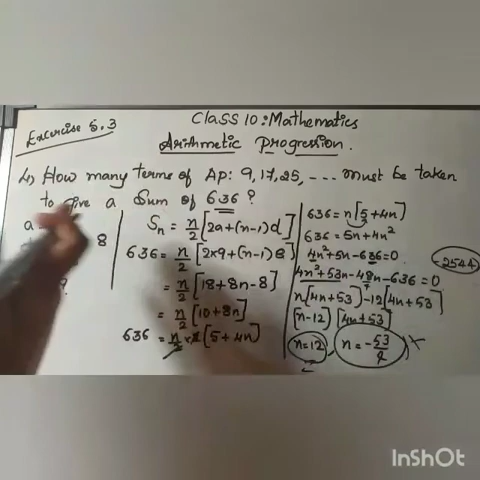 Exercise 5.3
Class 10 : Mathematics
Arithmetic Progression.
4) How many terms of AP: 9, 17, 25, --- must be taken
to give a Sum of 636 ?
a
8
?
Sn = n/2 [2a+(n-1)d]
636 = n/2 [2×9+(n-1)8]
= n/2 [18+8n-8]
= n/2 [10+8n]
636 = n/2 × 2 [5+4n]
636 = n[5+4n]
636 = 5n+4n²
4n²+5n-636=0
4n²+53n-48n-636=0
n[4n+53]-12[4n+53]
[n-12] [4n+53]
n=12, n = -53/4 ×
-2544
InShOt